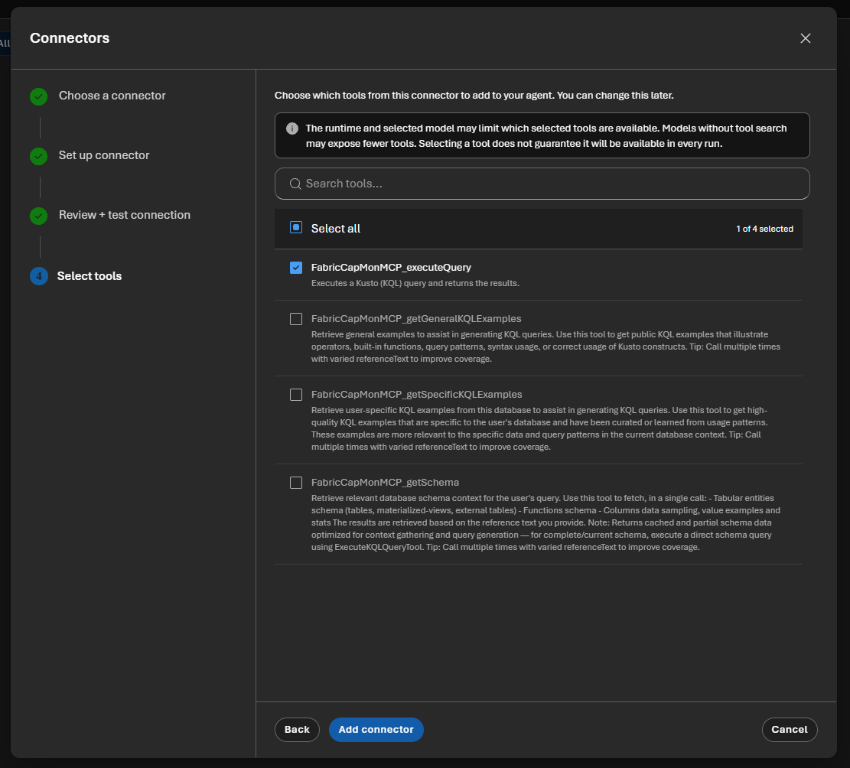 All
Connectors
Choose a connector
Set up connector
Review + test connection
4
Select tools
Choose which tools from this connector to add to your agent. You can change this later.
The runtime and selected model may limit which selected tools are available. Models without tool search
may expose fewer tools. Selecting a tool does not guarantee it will be available in every run.
Search tools...
Select all
1 of 4 selected
FabricCapMonMCP_executeQuery
Executes a Kusto (KQL) query and returns the results.
FabricCapMonMCP_getGeneralKQLExamples
Retrieve general examples to assist in generating KQL queries. Use this tool to get public KQL examples that illustrate
operators, built-in functions, query patterns, syntax usage, or correct usage of Kusto constructs. Tip: Call multiple times
with varied referenceText to improve coverage.
FabricCapMonMCP_getSpecificKQLExamples
Retrieve user-specific KQL examples from this database to assist in generating KQL queries. Use this tool to get high-
quality KQL examples that are specific to the user's database and have been curated or learned from usage patterns.
These examples are more relevant to the specific data and query patterns in the current database context. Tip: Call
multiple times with varied referenceText to improve coverage.
FabricCapMonMCP_getSchema
Retrieve relevant database schema context for the user's query. Use this tool to fetch, in a single call: - Tabular entities
schema (tables, materialized-views, external tables) - Functions schema - Columns data sampling, value examples and
stats The results are retrieved based on the reference text you provide. Note: Returns cached and partial schema data
optimized for context gathering and query generation — for complete/current schema, execute a direct schema query
using ExecuteKQLQueryTool. Tip: Call multiple times with varied referenceText to improve coverage.
Back
Add connector
Cancel